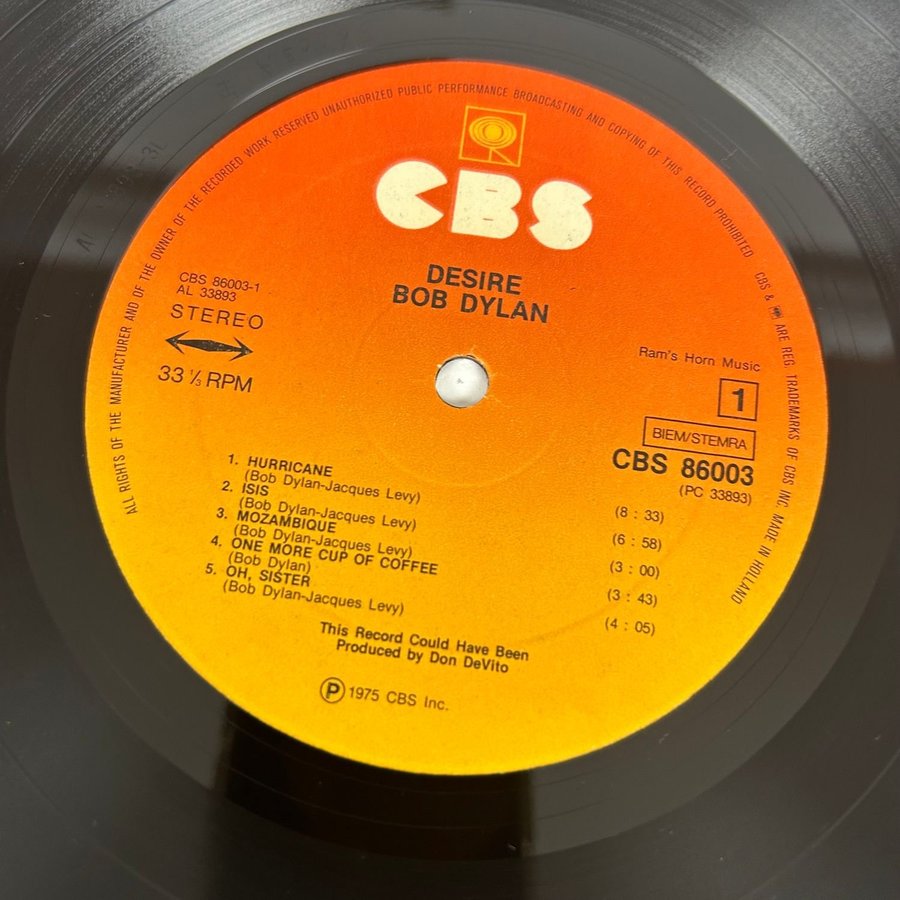 ALL RIGHTS OF THE MANUFACTURER AND OF THE OWNER OF THE RECORDED WORK RESERVED UNAUTHORIZED PUBLIC PERFORMANCE BROADCASTING AND COPYING OF THIS RECORD PROHIBITED
CBS & ARE REG. TRADEMARKS OF CBS INC. MADE IN HOLLAND
CBS
DESIRE
BOB DYLAN
CBS 86003-1
AL 33893
STEREO
33 ⅓ RPM
Ram's Horn Music
1
BIEM/STEMRA
CBS 86003
(PC 33893)
1. HURRICANE
(Bob Dylan-Jacques Levy) (8 : 33)
2. ISIS
(Bob Dylan-Jacques Levy) (6 : 58)
3. MOZAMBIQUE
(Bob Dylan-Jacques Levy) (3 : 00)
4. ONE MORE CUP OF COFFEE
(Bob Dylan) (3 : 43)
5. OH, SISTER
(Bob Dylan-Jacques Levy) (4 : 05)
This Record Could Have Been
Produced by Don DeVito
Ⓟ 1975 CBS Inc.